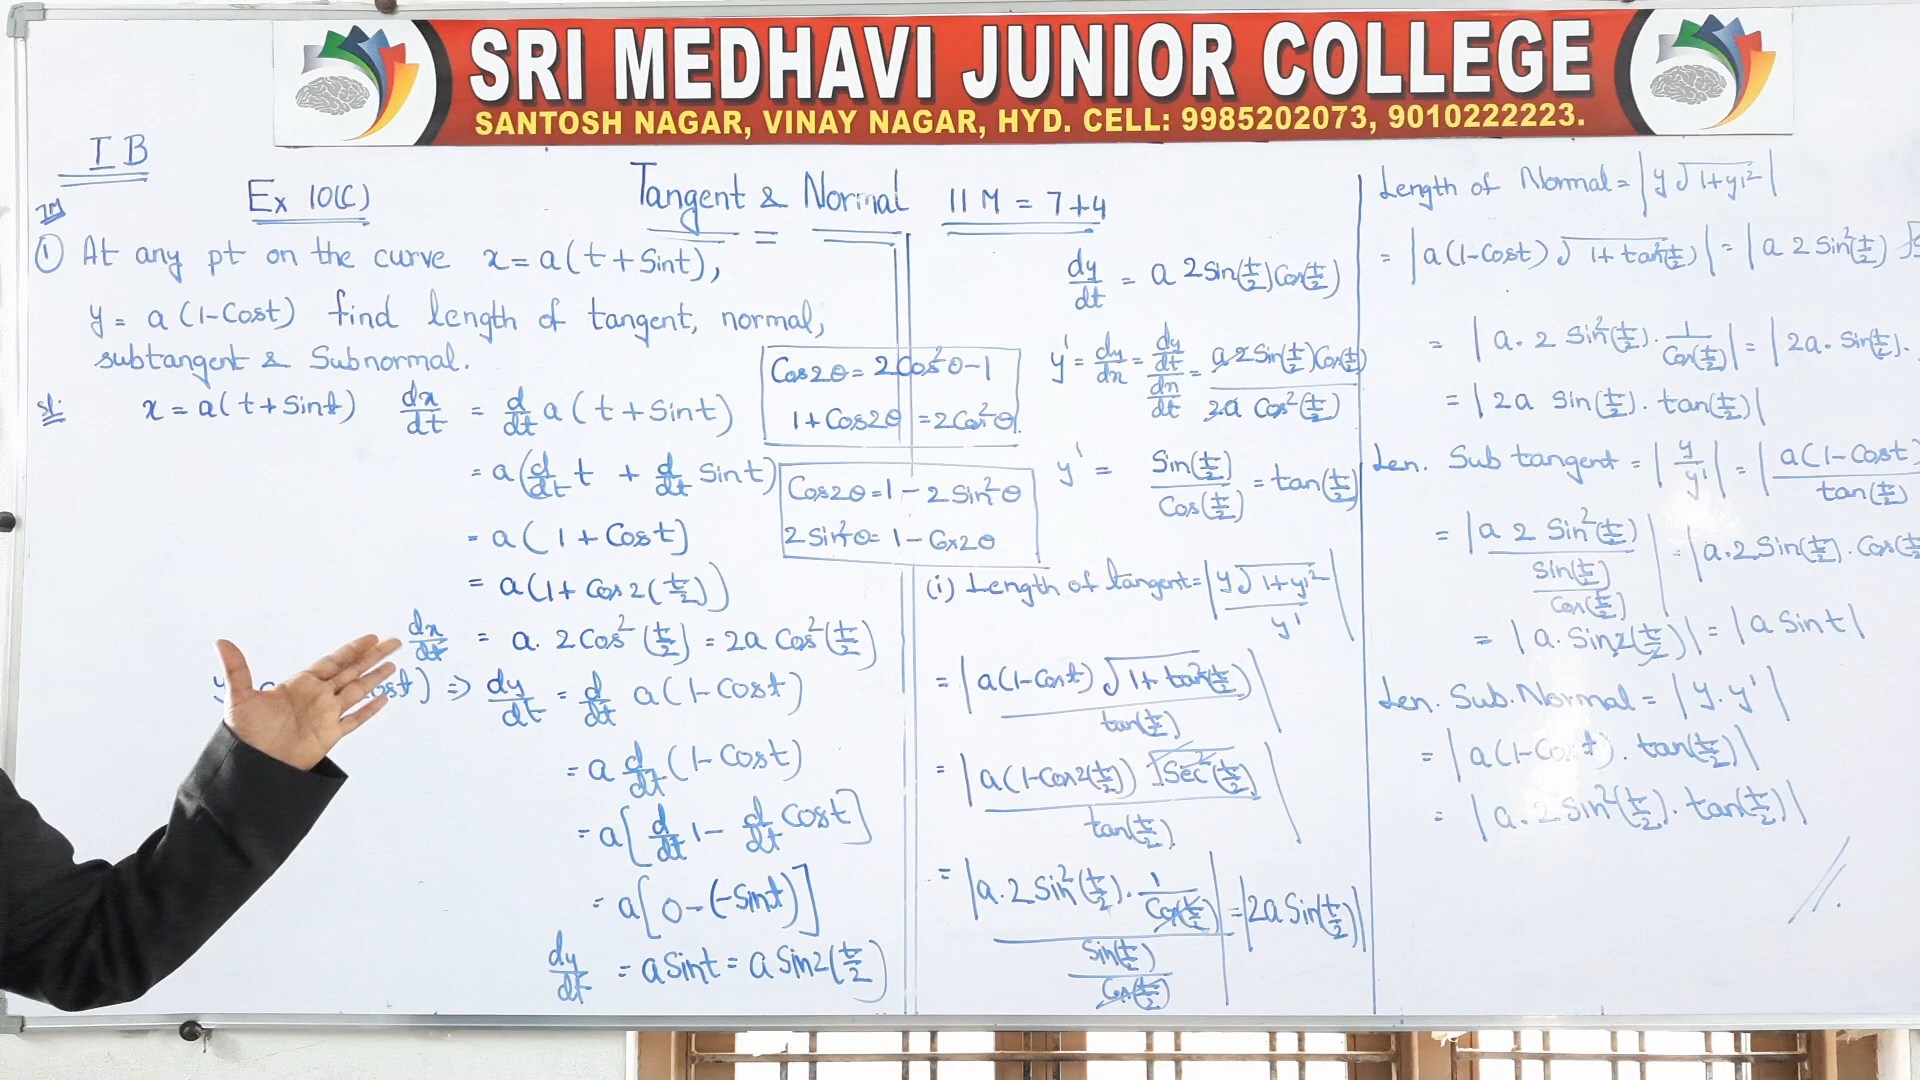 SRI MEDHAVI JUNIOR COLLEGE
SANTOSH NAGAR, VINAY NAGAR, HYD. CELL: 9985202073, 9010222223.
I B
Ex 10(C)
Tangent & Normal 11 M = 7+4
7M
① At any pt on the curve x = a(t + Sint),
y = a(1-Cost) find length of tangent, normal,
subtangent & Subnormal.
Sol: x = a(t + Sint) dx/dt = d/dt a(t + Sint)
= a(d/dt t + d/dt Sint)
= a(1 + Cost)
= a(1 + Cos 2(t/2))
dx/dt = a. 2Cos²(t/2) = 2a Cos²(t/2)
⇒ dy/dt = d/dt a(1-Cost)
= a d/dt (1-Cost)
= a[d/dt 1 - d/dt Cost]
= a[0-(-Sint)]
dy/dt = a Sint = a Sin2(t/2)
Cos2θ = 2Cos²θ-1
1+Cos2θ = 2Cos²θ
Cos2θ = 1 - 2Sin²θ
2Sin²θ = 1 - Cos2θ
dy/dt = a 2Sin(t/2)Cos(t/2)
y' = dy/dx = (dy/dt)/(dx/dt) = a 2Sin(t/2)Cos(t/2) / 2a Cos²(t/2)
y' = Sin(t/2)/Cos(t/2) = tan(t/2)
(i) Length of tangent = |y√1+y'² / y'|
= |a(1-Cost)√1+tan²(t/2) / tan(t/2)|
= |a(1-Cos2(t/2)) √Sec²(t/2) / tan(t/2)|
= |a.2Sin²(t/2). 1/Cos(t/2) / Sin(t/2)/Cos(t/2)| = |2a Sin(t/2)|
Length of Normal = |y√1+y'²|
= |a(1-Cost)√1+tan²(t/2)| = |a 2Sin²(t/2) √
= |a. 2 Sin²(t/2). 1/Cos(t/2)| = |2a. Sin(t/2).
= |2a Sin(t/2). tan(t/2)|
Len. Sub tangent = |y/y'| = |a(1-Cost)/tan(t/2)
= |a 2 Sin²(t/2) / Sin(t/2)/Cos(t/2)| = |a.2Sin(t/2).Cos(t/2
= |a. Sin2(t/2)| = |a Sint|
Len. Sub.Normal = |y.y'|
= |a(1-Cost). tan(t/2)|
= |a. 2Sin²(t/2). tan(t/2)|